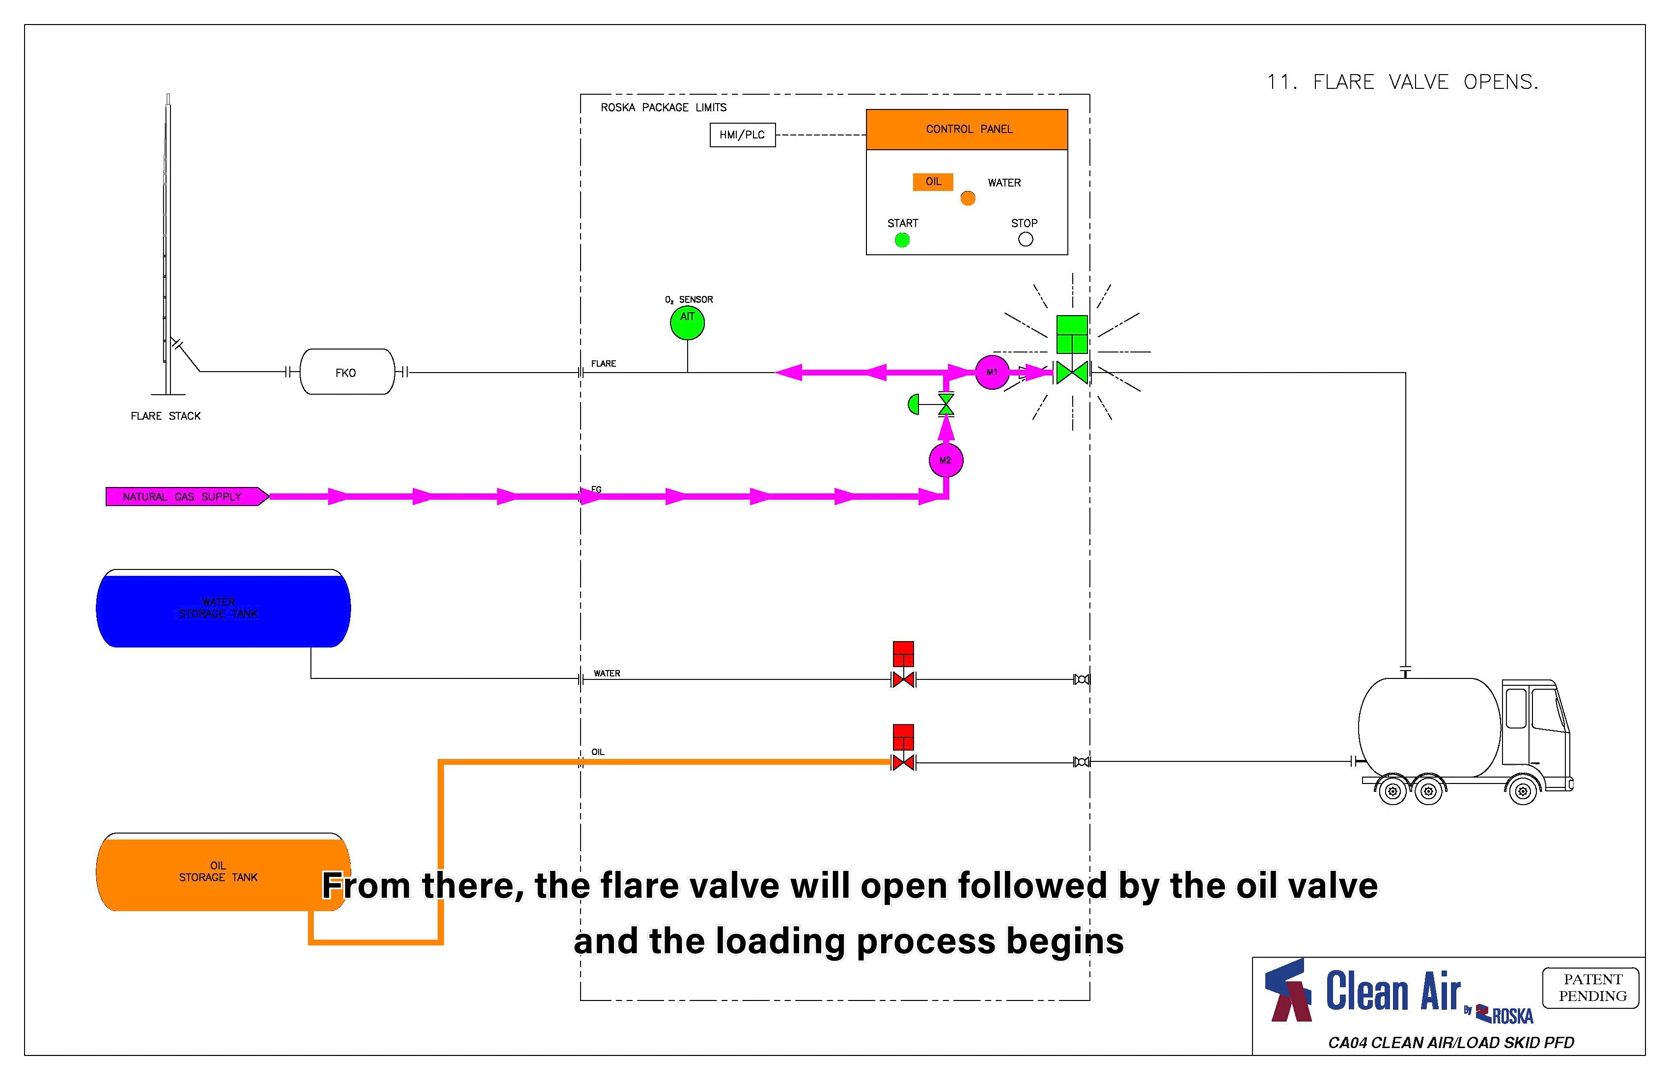 11. FLARE VALVE OPENS.
ROSKA PACKAGE LIMITS
HMI/PLC
CONTROL PANEL
OIL
WATER
START
STOP
O₂ SENSOR
AIT
FLARE
M1
FKO
FLARE STACK
M2
NATURAL GAS SUPPLY
FG
WATER
STORAGE TANK
WATER
OIL
OIL
STORAGE TANK
From there, the flare valve will open followed by the oil valve
and the loading process begins
Clean Air
By ROSKA
PATENT
PENDING
CA04 CLEAN AIR/LOAD SKID PFD